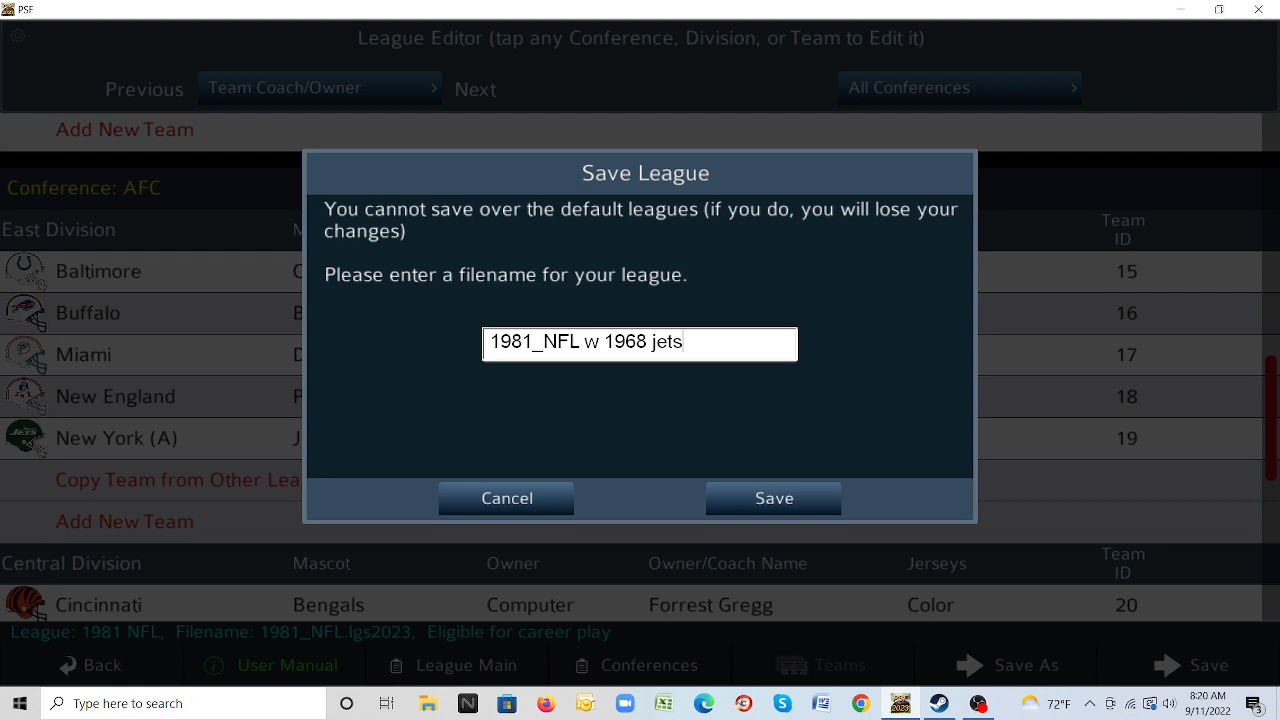 PSF
League Editor (tap any Conference, Division, or Team to Edit it)
Previous Team Coach/Owner > Next All Conferences >
Add New Team
Conference: AFC
East Division Team ID
Baltimore 15
Buffalo 16
Miami 17
New England 18
New York (A) 19
Copy Team from Other Lea
Add New Team
Save League
You cannot save over the default leagues (if you do, you will lose your
changes)
Please enter a filename for your league.
1981_NFL w 1968 jets
Cancel Save
Central Division Mascot Owner Owner/Coach Name Jerseys Team ID
Cincinnati Bengals Computer Forrest Gregg Color 20
League: 1981 NFL, Filename: 1981_NFL.lgs2023, Eligible for career play
Back User Manual League Main Conferences Teams Save As Save
Type here to search 72°F 8:20 AM
9/11/2022